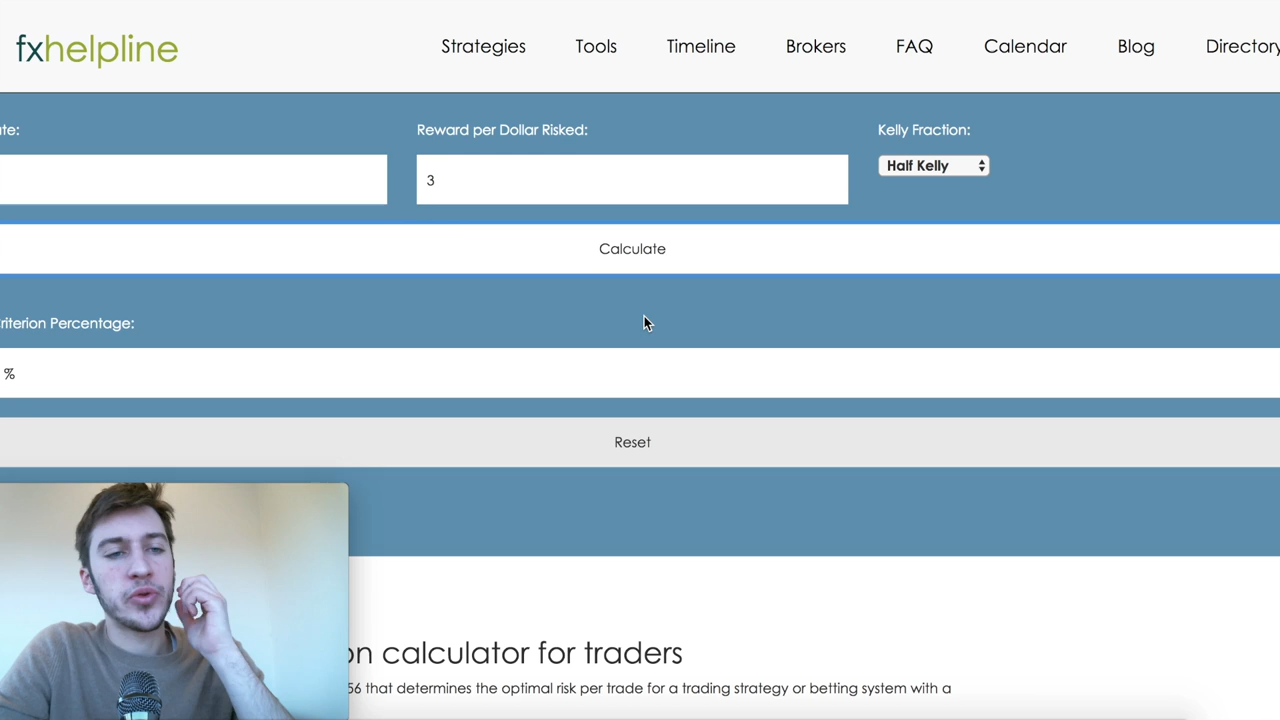 fxhelpline
Strategies Tools Timeline Brokers FAQ Calendar Blog Directory
ate: Reward per Dollar Risked: Kelly Fraction:
3 Half Kelly
Calculate
riterion Percentage:
%
Reset
on calculator for traders
56 that determines the optimal risk per trade for a trading strategy or betting system with a